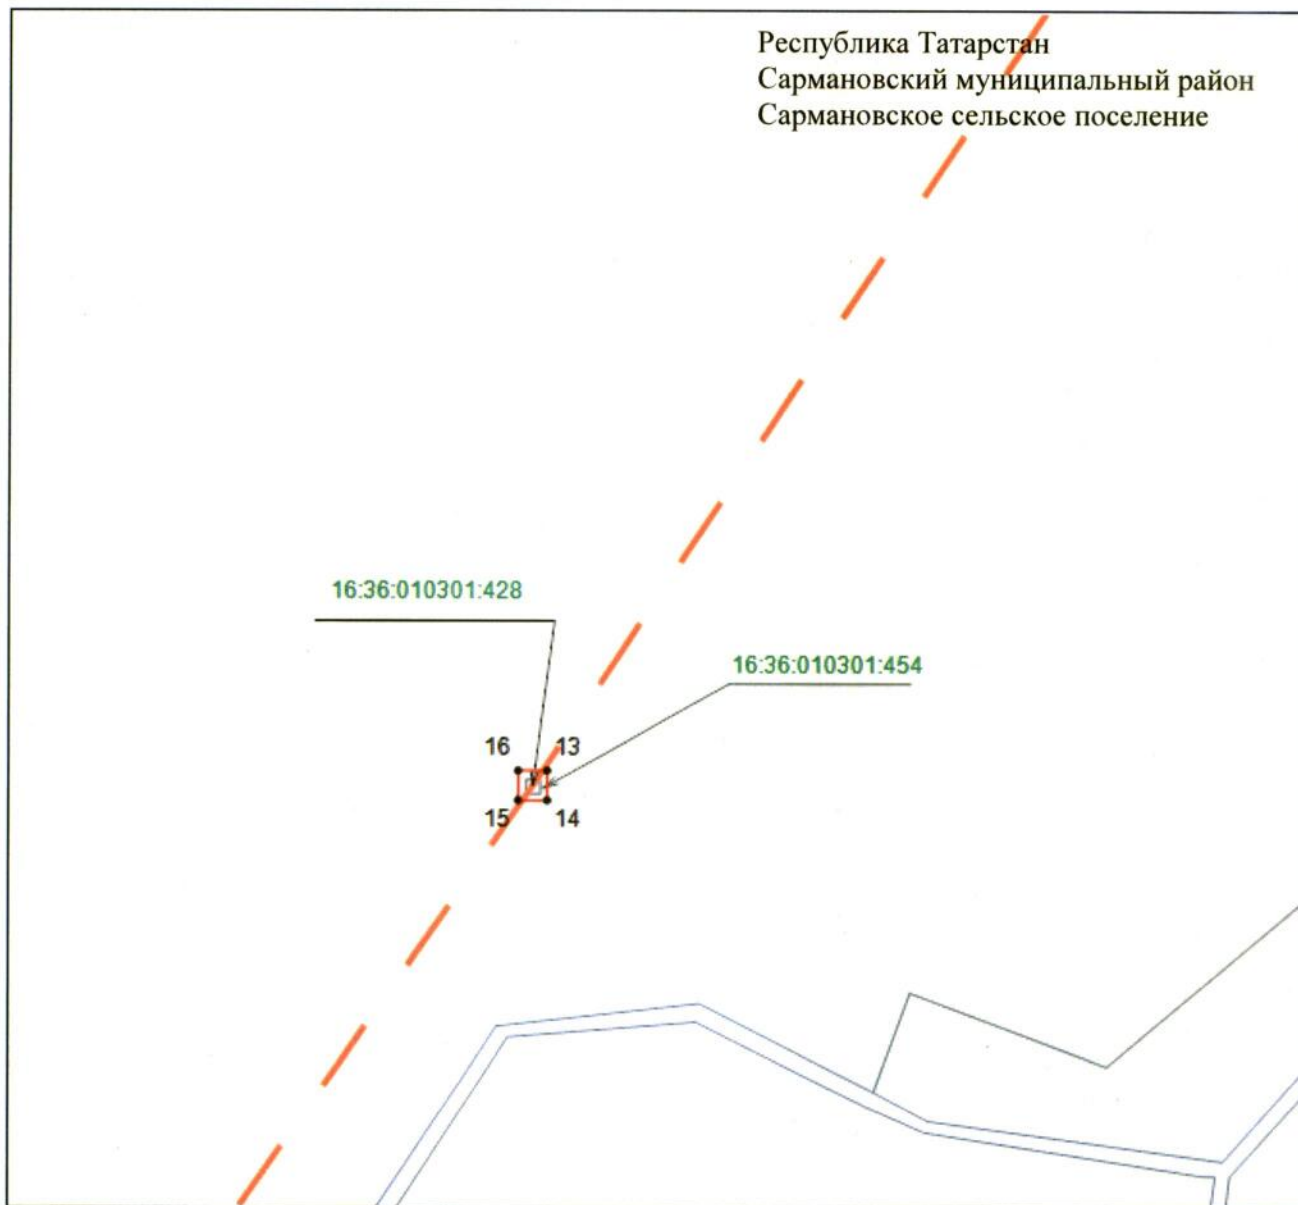 Республика Татарстан
Сармановский муниципальный район
Сармановское сельское поселение
16:36:010301:428
16:36:010301:454
16 13
15 14